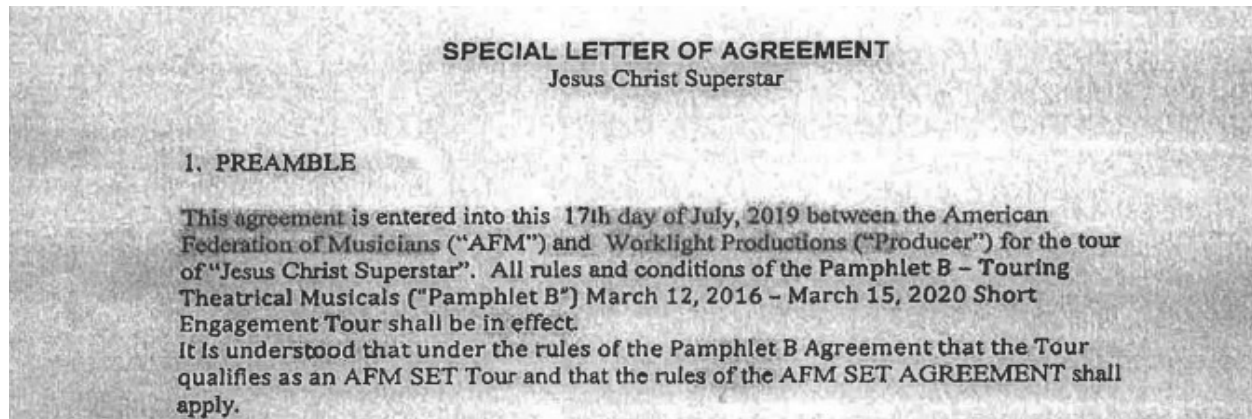 SPECIAL LETTER OF AGREEMENT
Jesus Christ Superstar
1. PREAMBLE
This agreement is entered into this 17th day of July, 2019 between the American
Federation of Musicians ("AFM") and Worklight Productions ("Producer") for the tour
of "Jesus Christ Superstar". All rules and conditions of the Pamphlet B – Touring
Theatrical Musicals ("Pamphlet B") March 12, 2016 – March 15, 2020 Short
Engagement Tour shall be in effect.
It is understood that under the rules of the Pamphlet B Agreement that the Tour
qualifies as an AFM SET Tour and that the rules of the AFM SET AGREEMENT shall
apply.